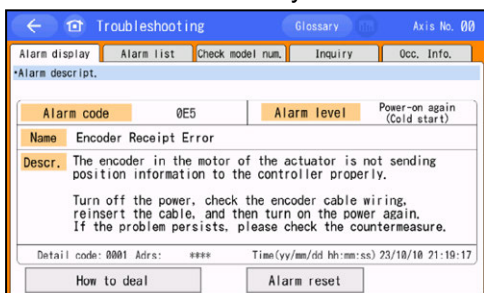 Troubleshooting Glossary Axis No. 00
Alarm display Alarm list Check model num. Inquiry Occ. Info.
•Alarm descript.
Alarm code 0E5 Alarm level Power-on again
(Cold start)
Name Encoder Receipt Error
Descr. The encoder in the motor of the actuator is not sending
position information to the controller properly.
Turn off the power, check the encoder cable wiring,
reinsert the cable, and then turn on the power again.
If the problem persists, please check the countermeasure.
Detail code: 0001 Adrs: **** Time(yy/mm/dd hh:mm:ss) 23/10/10 21:19:17
How to deal Alarm reset